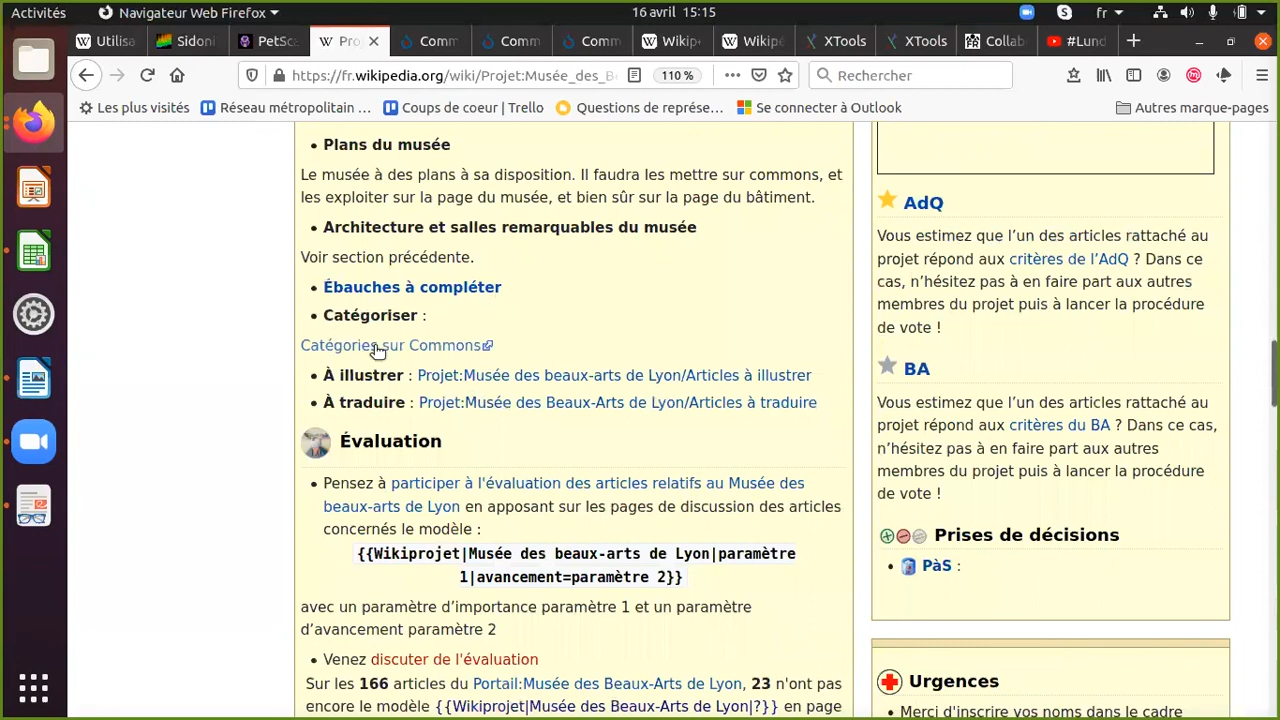 Activités
Navigateur Web Firefox
16 avril 15:15
fr
Utilisa
Sidoni
PetSca
Pro
Comm
Comm
Comm
Wikip
Wikipé
XTools
XTools
Collab
#Lund
https://fr.wikipedia.org/wiki/Projet:Musée_des_B
110 %
Rechercher
Les plus visités
Réseau métropolitain ...
Coups de coeur | Trello
Questions de représe...
Se connecter à Outlook
Autres marque-pages
• Plans du musée
Le musée à des plans à sa disposition. Il faudra les mettre sur commons, et
les exploiter sur la page du musée, et bien sûr sur la page du bâtiment.
• Architecture et salles remarquables du musée
Voir section précédente.
• Ébauches à compléter
• Catégoriser :
Catégories sur Commons
• À illustrer : Projet:Musée des beaux-arts de Lyon/Articles à illustrer
• À traduire : Projet:Musée des Beaux-Arts de Lyon/Articles à traduire
Évaluation
• Pensez à participer à l'évaluation des articles relatifs au Musée des
beaux-arts de Lyon en apposant sur les pages de discussion des articles
concernés le modèle :
{{Wikiprojet|Musée des beaux-arts de Lyon|paramètre
1|avancement=paramètre 2}}
avec un paramètre d’importance paramètre 1 et un paramètre
d’avancement paramètre 2
• Venez discuter de l'évaluation
Sur les 166 articles du Portail:Musée des Beaux-Arts de Lyon, 23 n'ont pas
encore le modèle {{Wikiprojet|Musée des Beaux-Arts de Lyon|?}} en page
AdQ
Vous estimez que l’un des articles rattaché au
projet répond aux critères de l’AdQ ? Dans ce
cas, n’hésitez pas à en faire part aux autres
membres du projet puis à lancer la procédure
de vote !
BA
Vous estimez que l’un des articles rattaché au
projet répond aux critères du BA ? Dans ce cas,
n’hésitez pas à en faire part aux autres
membres du projet puis à lancer la procédure
de vote !
Prises de décisions
• PàS :
Urgences
• Merci d'inscrire vos noms dans le cadre